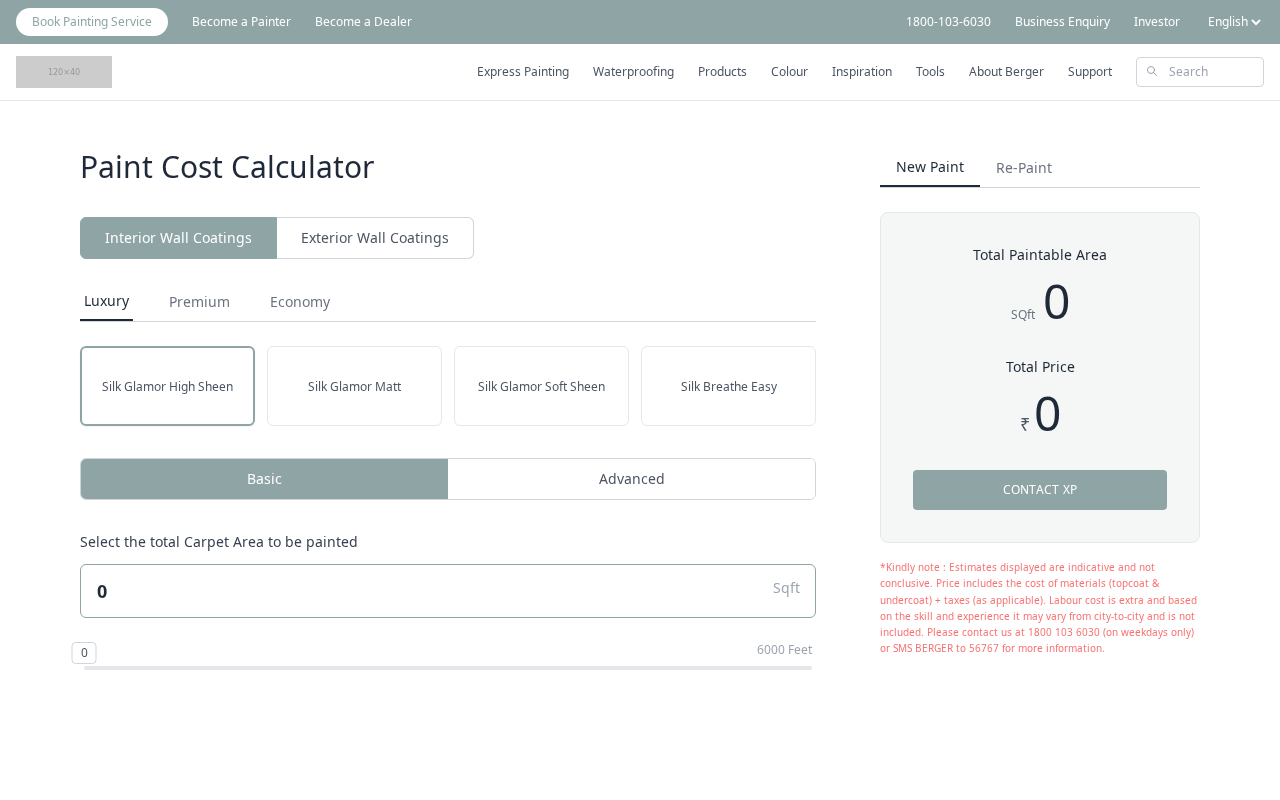 Book Painting Service
Become a Painter
Become a Dealer
1800-103-6030
Business Enquiry
Investor
English
120×40
Express Painting
Waterproofing
Products
Colour
Inspiration
Tools
About Berger
Support
Search
Paint Cost Calculator
Interior Wall Coatings
Exterior Wall Coatings
Luxury
Premium
Economy
Silk Glamor High Sheen
Silk Glamor Matt
Silk Glamor Soft Sheen
Silk Breathe Easy
Basic
Advanced
Select the total Carpet Area to be painted
0
Sqft
0
6000 Feet
New Paint
Re-Paint
Total Paintable Area
SQft 0
Total Price
₹ 0
CONTACT XP
*Kindly note : Estimates displayed are indicative and not
conclusive. Price includes the cost of materials (topcoat &
undercoat) + taxes (as applicable). Labour cost is extra and based
on the skill and experience it may vary from city-to-city and is not
included. Please contact us at 1800 103 6030 (on weekdays only)
or SMS BERGER to 56767 for more information.